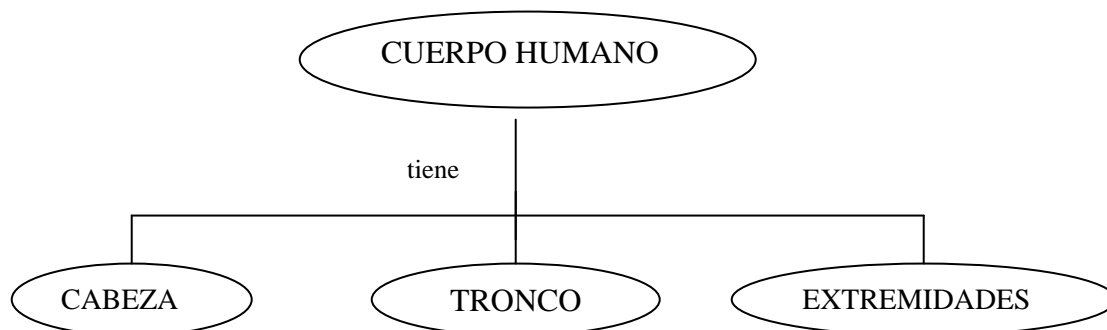 CUERPO HUMANO
tiene
CABEZA
TRONCO
EXTREMIDADES